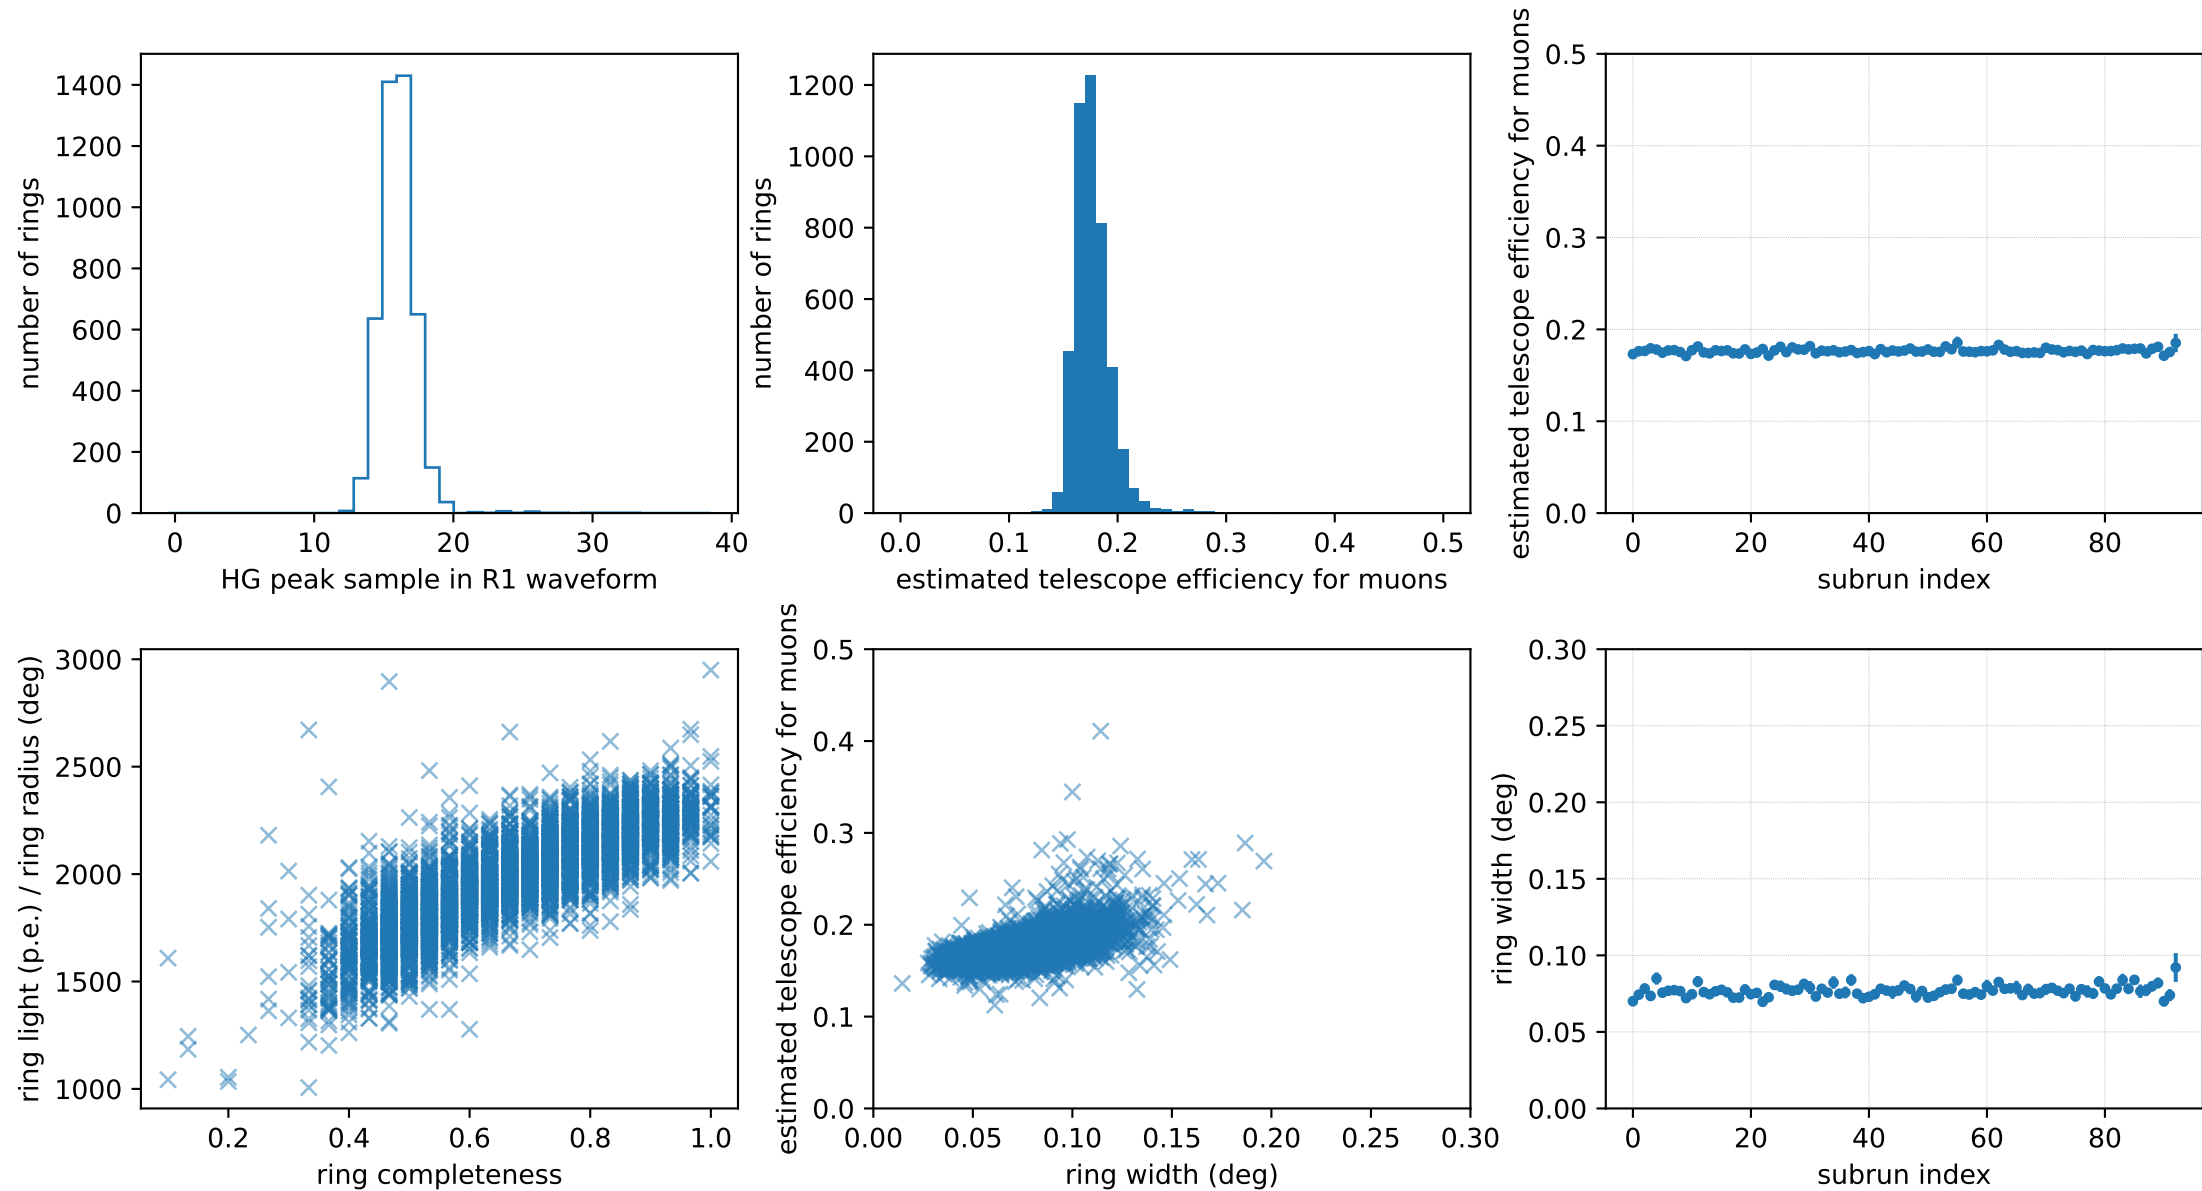 number of rings
1400
1200
1000
800
600
400
200
0
0 10 20 30 40
HG peak sample in R1 waveform
number of rings
1200
1000
800
600
400
200
0
0.0 0.1 0.2 0.3 0.4 0.5
estimated telescope efficiency for muons
estimated telescope efficiency for muons
0.5
0.4
0.3
0.2
0.1
0.0
0 20 40 60 80
subrun index
ring light (p.e.) / ring radius (deg)
3000
2500
2000
1500
1000
0.2 0.4 0.6 0.8 1.0
ring completeness
estimated telescope efficiency for muons
0.5
0.4
0.3
0.2
0.1
0.0
0.00 0.05 0.10 0.15 0.20 0.25 0.30
ring width (deg)
ring width (deg)
0.30
0.25
0.20
0.15
0.10
0.05
0.00
0 20 40 60 80
subrun index